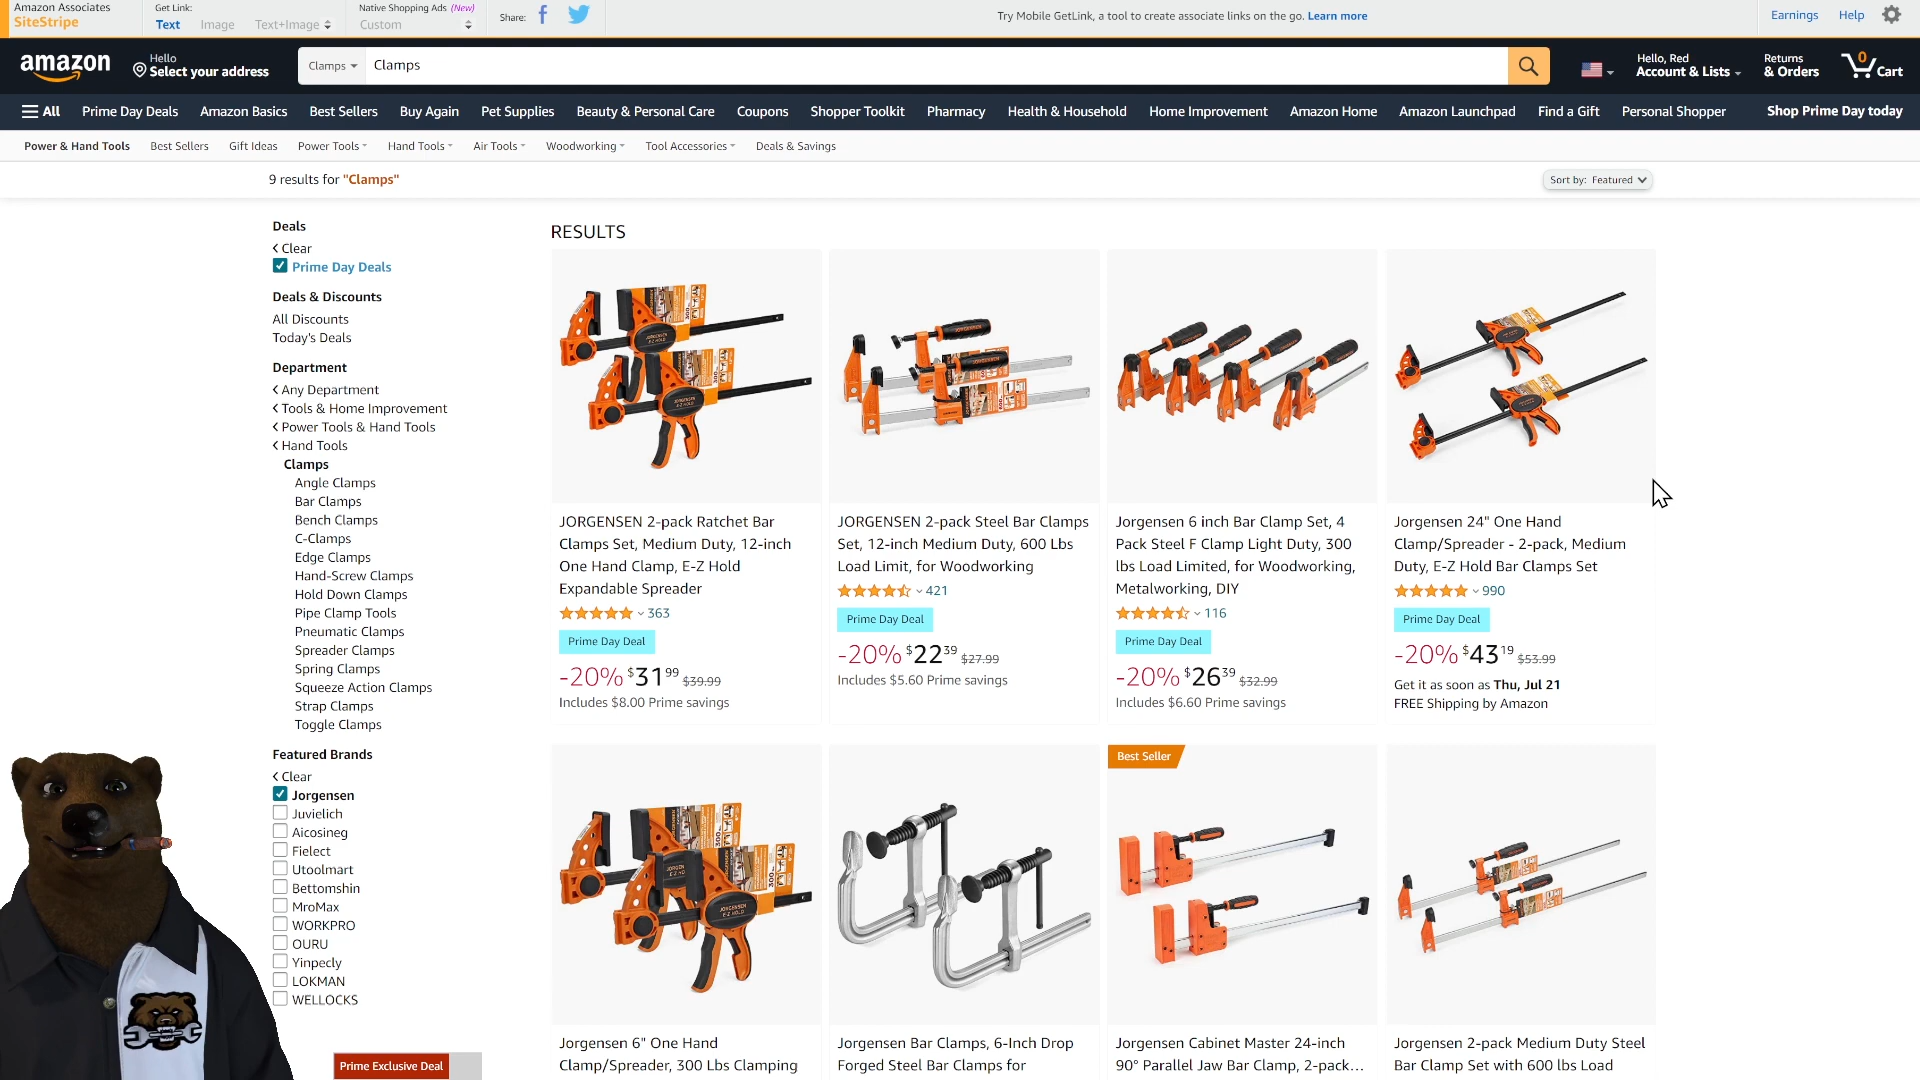 Amazon Associates
SiteStripe
Get Link:
Text
Image
Text+Image
Native Shopping Ads (New)
Custom
Share:
Try Mobile GetLink, a tool to create associate links on the go. Learn more
Earnings
Help
amazon
Hello
Select your address
Clamps
Clamps
Hello, Red
Account & Lists
Returns
& Orders
0
Cart
All
Prime Day Deals
Amazon Basics
Best Sellers
Buy Again
Pet Supplies
Beauty & Personal Care
Coupons
Shopper Toolkit
Pharmacy
Health & Household
Home Improvement
Amazon Home
Amazon Launchpad
Find a Gift
Personal Shopper
Shop Prime Day today
Power & Hand Tools
Best Sellers
Gift Ideas
Power Tools
Hand Tools
Air Tools
Woodworking
Tool Accessories
Deals & Savings
9 results for "Clamps"
Sort by: Featured
Deals
Clear
Prime Day Deals
Deals & Discounts
All Discounts
Today's Deals
Department
Any Department
Tools & Home Improvement
Power Tools & Hand Tools
Hand Tools
Clamps
Angle Clamps
Bar Clamps
Bench Clamps
C-Clamps
Edge Clamps
Hand-Screw Clamps
Hold Down Clamps
Pipe Clamp Tools
Pneumatic Clamps
Spreader Clamps
Spring Clamps
Squeeze Action Clamps
Strap Clamps
Toggle Clamps
Featured Brands
Clear
Jorgensen
Juvielich
Aicosineg
Fielect
Utoolmart
Bettomshin
MroMax
WORKPRO
OURU
Yinpecly
LOKMAN
WELLOCKS
Prime Exclusive Deal
RESULTS
JORGENSEN 2-pack Ratchet Bar
Clamps Set, Medium Duty, 12-inch
One Hand Clamp, E-Z Hold
Expandable Spreader
363
Prime Day Deal
-20% $31 99 $39.99
Includes $8.00 Prime savings
JORGENSEN 2-pack Steel Bar Clamps
Set, 12-inch Medium Duty, 600 Lbs
Load Limit, for Woodworking
421
Prime Day Deal
-20% $22 39 $27.99
Includes $5.60 Prime savings
Jorgensen 6 inch Bar Clamp Set, 4
Pack Steel F Clamp Light Duty, 300
lbs Load Limited, for Woodworking,
Metalworking, DIY
116
Prime Day Deal
-20% $26 39 $32.99
Includes $6.60 Prime savings
Jorgensen 24" One Hand
Clamp/Spreader - 2-pack, Medium
Duty, E-Z Hold Bar Clamps Set
990
Prime Day Deal
-20% $43 19 $53.99
Get it as soon as Thu, Jul 21
FREE Shipping by Amazon
Jorgensen 6" One Hand
Clamp/Spreader, 300 Lbs Clamping
Jorgensen Bar Clamps, 6-Inch Drop
Forged Steel Bar Clamps for
Best Seller
Jorgensen Cabinet Master 24-inch
90° Parallel Jaw Bar Clamp, 2-pack...
Jorgensen 2-pack Medium Duty Steel
Bar Clamp Set with 600 lbs Load